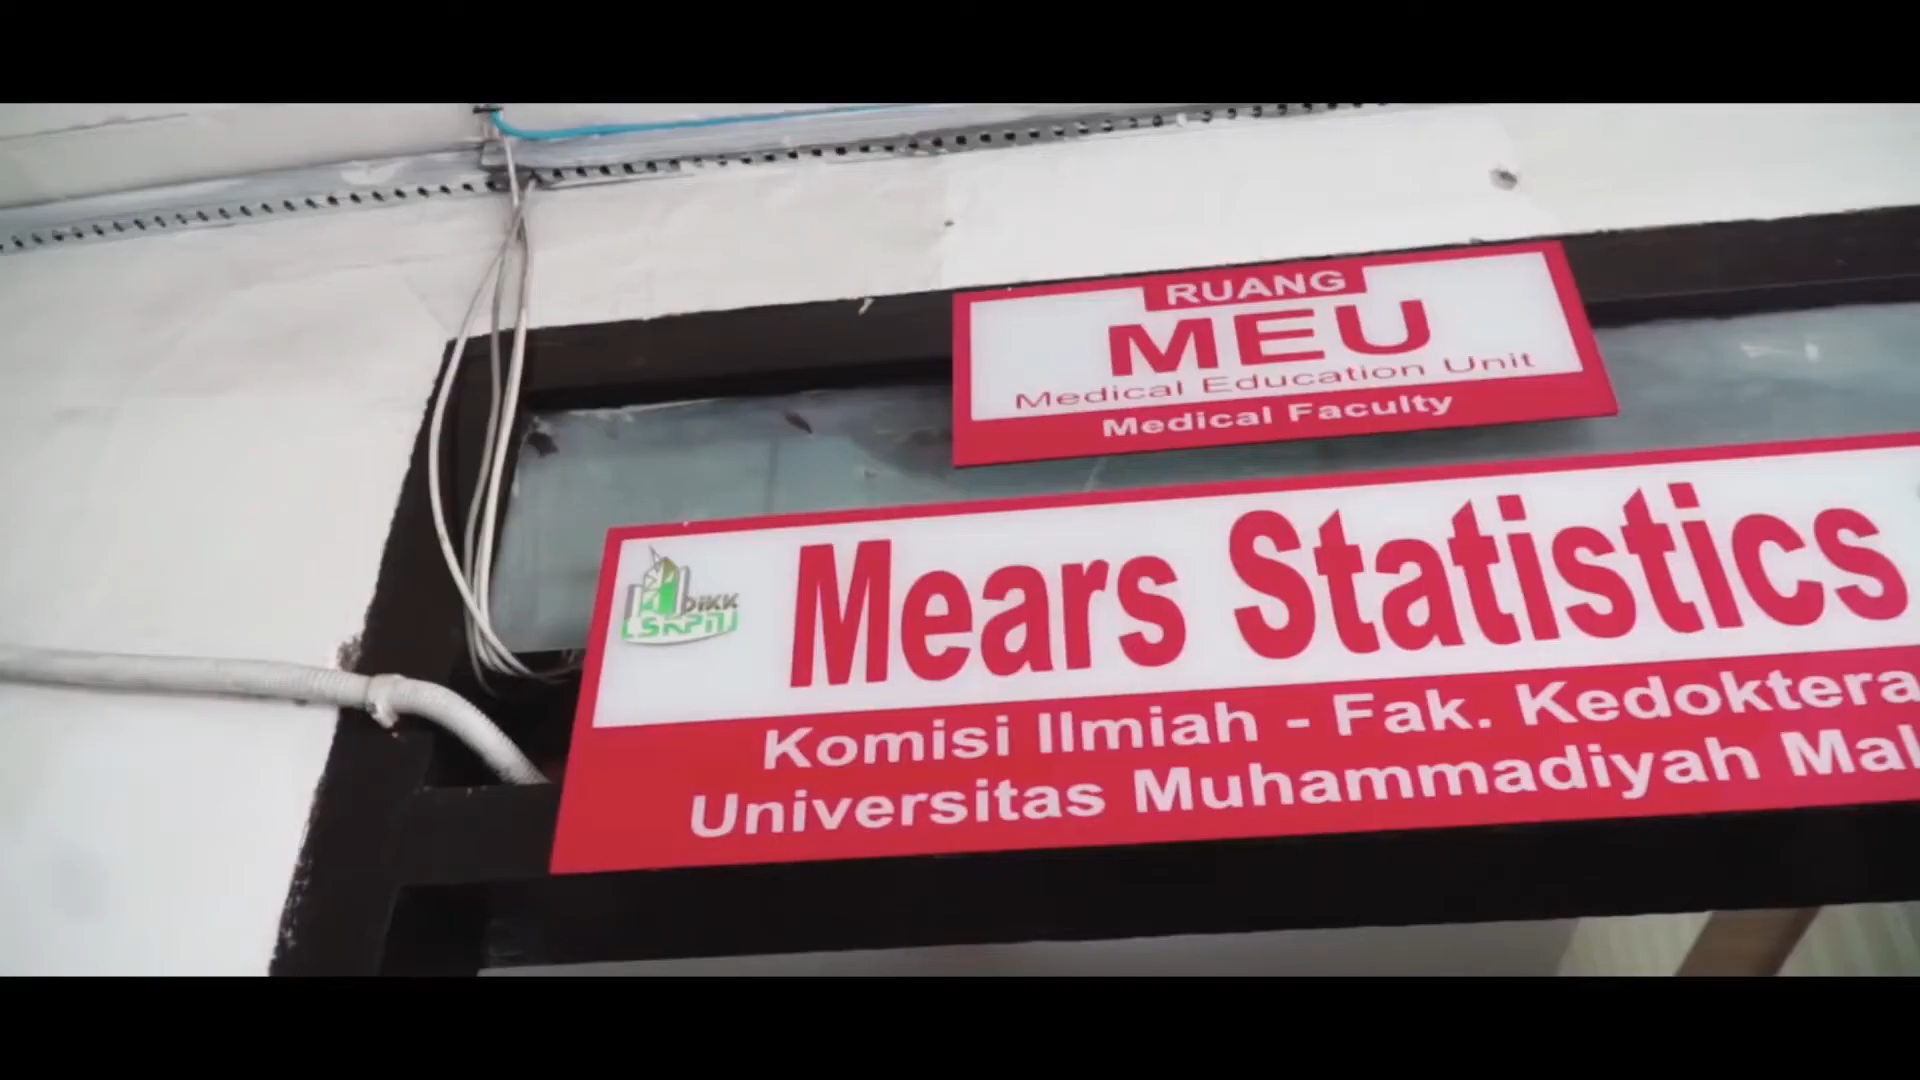 RUANG
MEU
Medical Education Unit
Medical Faculty
Mears Statistics
Komisi Ilmiah - Fak. Kedoktera
Universitas Muhammadiyah Mal